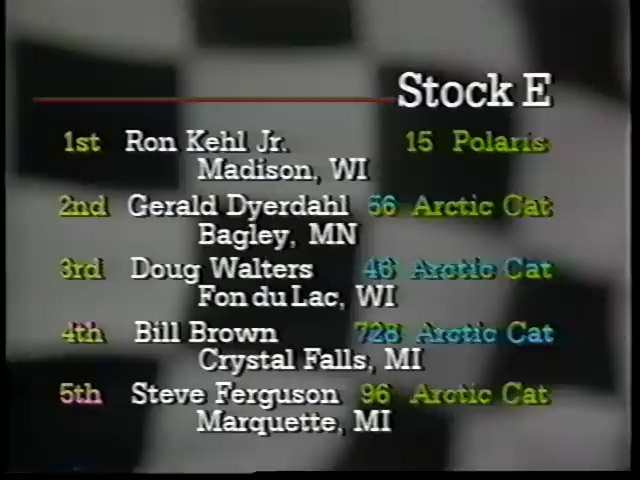 Stock E
1st Ron Kehl Jr. 15 Polaris
Madison, WI
2nd Gerald Dyerdahl 56 Arctic Cat
Bagley, MN
3rd Doug Walters 46 Arctic Cat
Fon du Lac, WI
4th Bill Brown 728 Arctic Cat
Crystal Falls, MI
5th Steve Ferguson 96 Arctic Cat
Marquette, MI